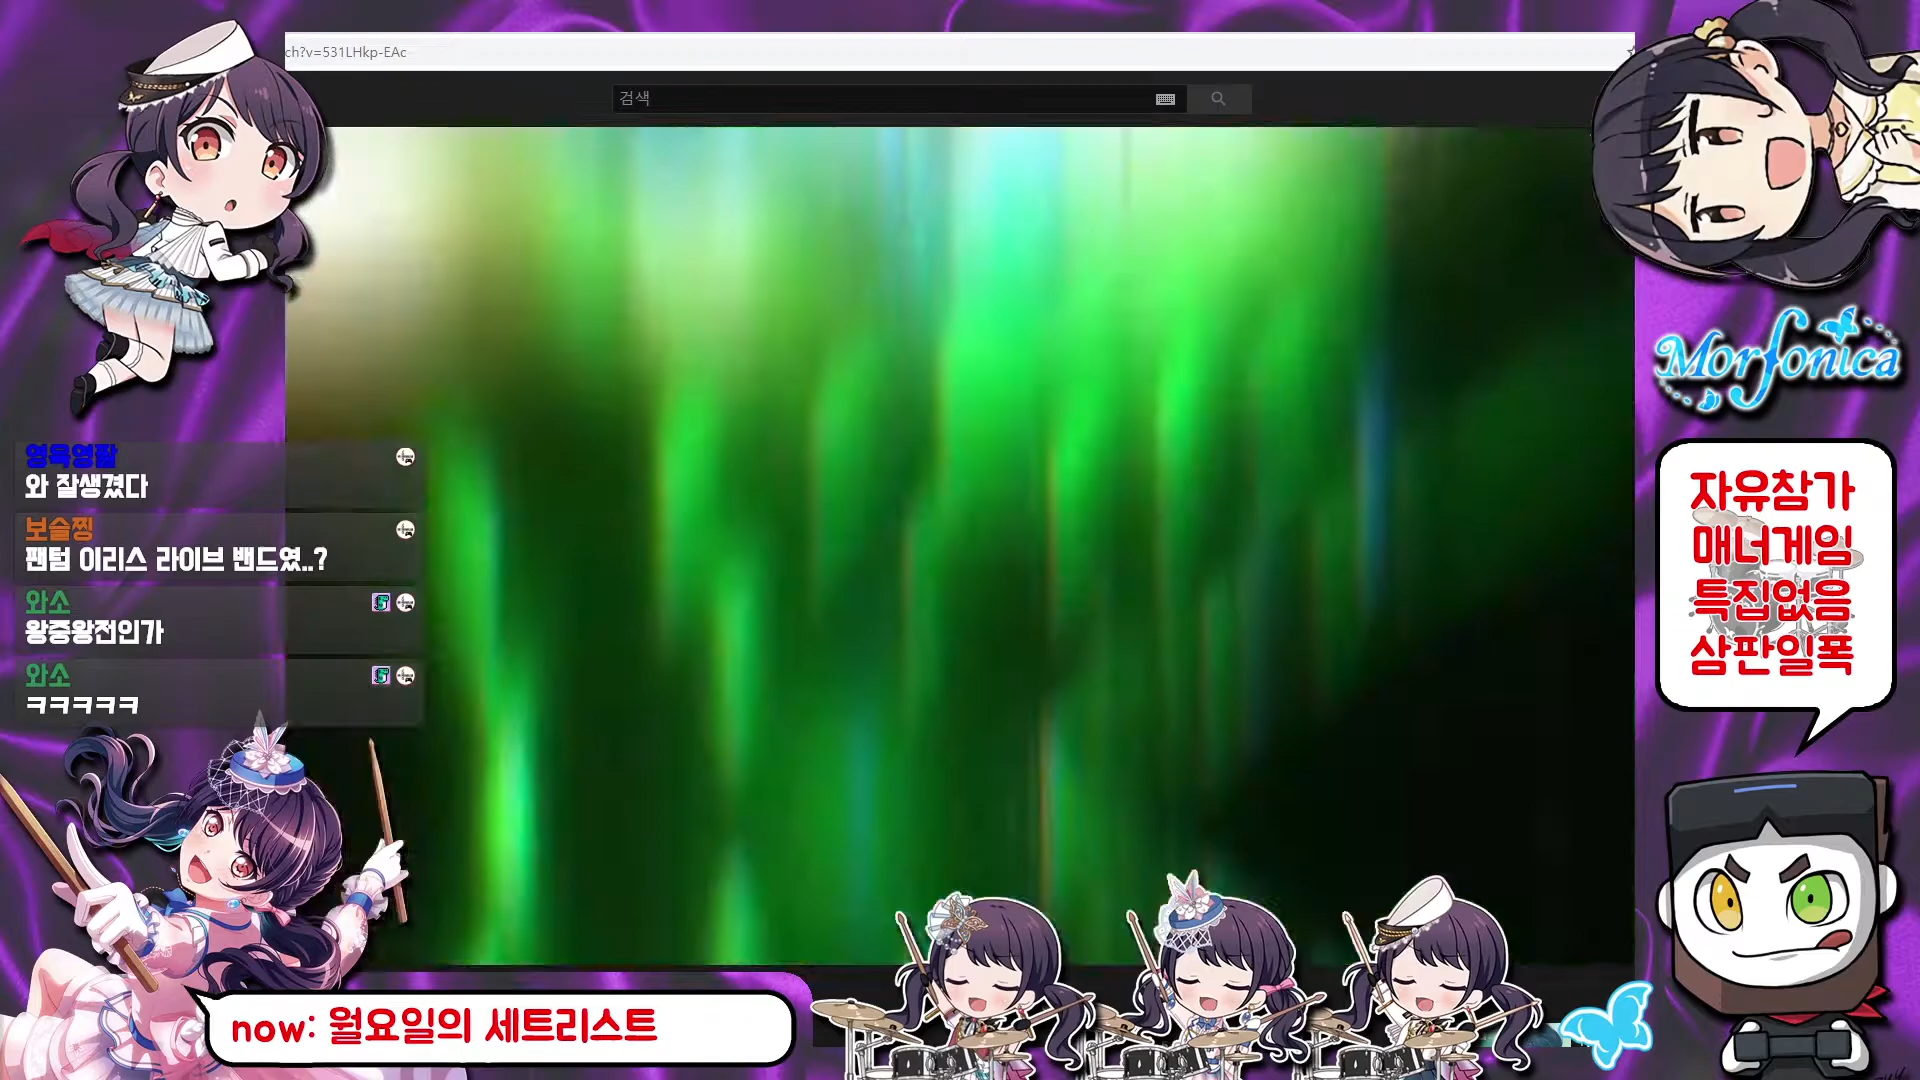 ch?v=531LHkp-EAc
검색
Morfonica
영육영팔
와 잘생겼다
보슬찡
팬텀 이리스 라이브 밴드였..?
와소
왕중왕전인가
와소
ㅋㅋㅋㅋㅋ
자유참가
매너게임
특집없음
삼판일폭
now: 월요일의 세트리스트